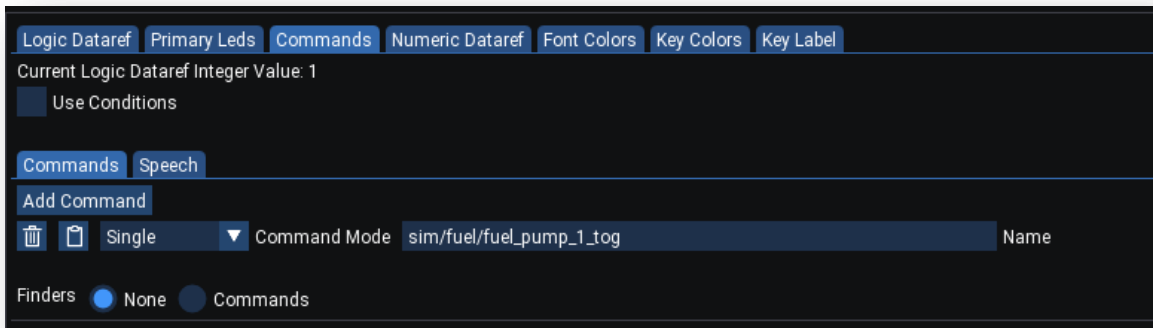 Logic Dataref Primary Leds Commands Numeric Dataref Font Colors Key Colors Key Label
Current Logic Dataref Integer Value: 1
Use Conditions
Commands Speech
Add Command
Single Command Mode sim/fuel/fuel_pump_1_tog Name
Finders None Commands